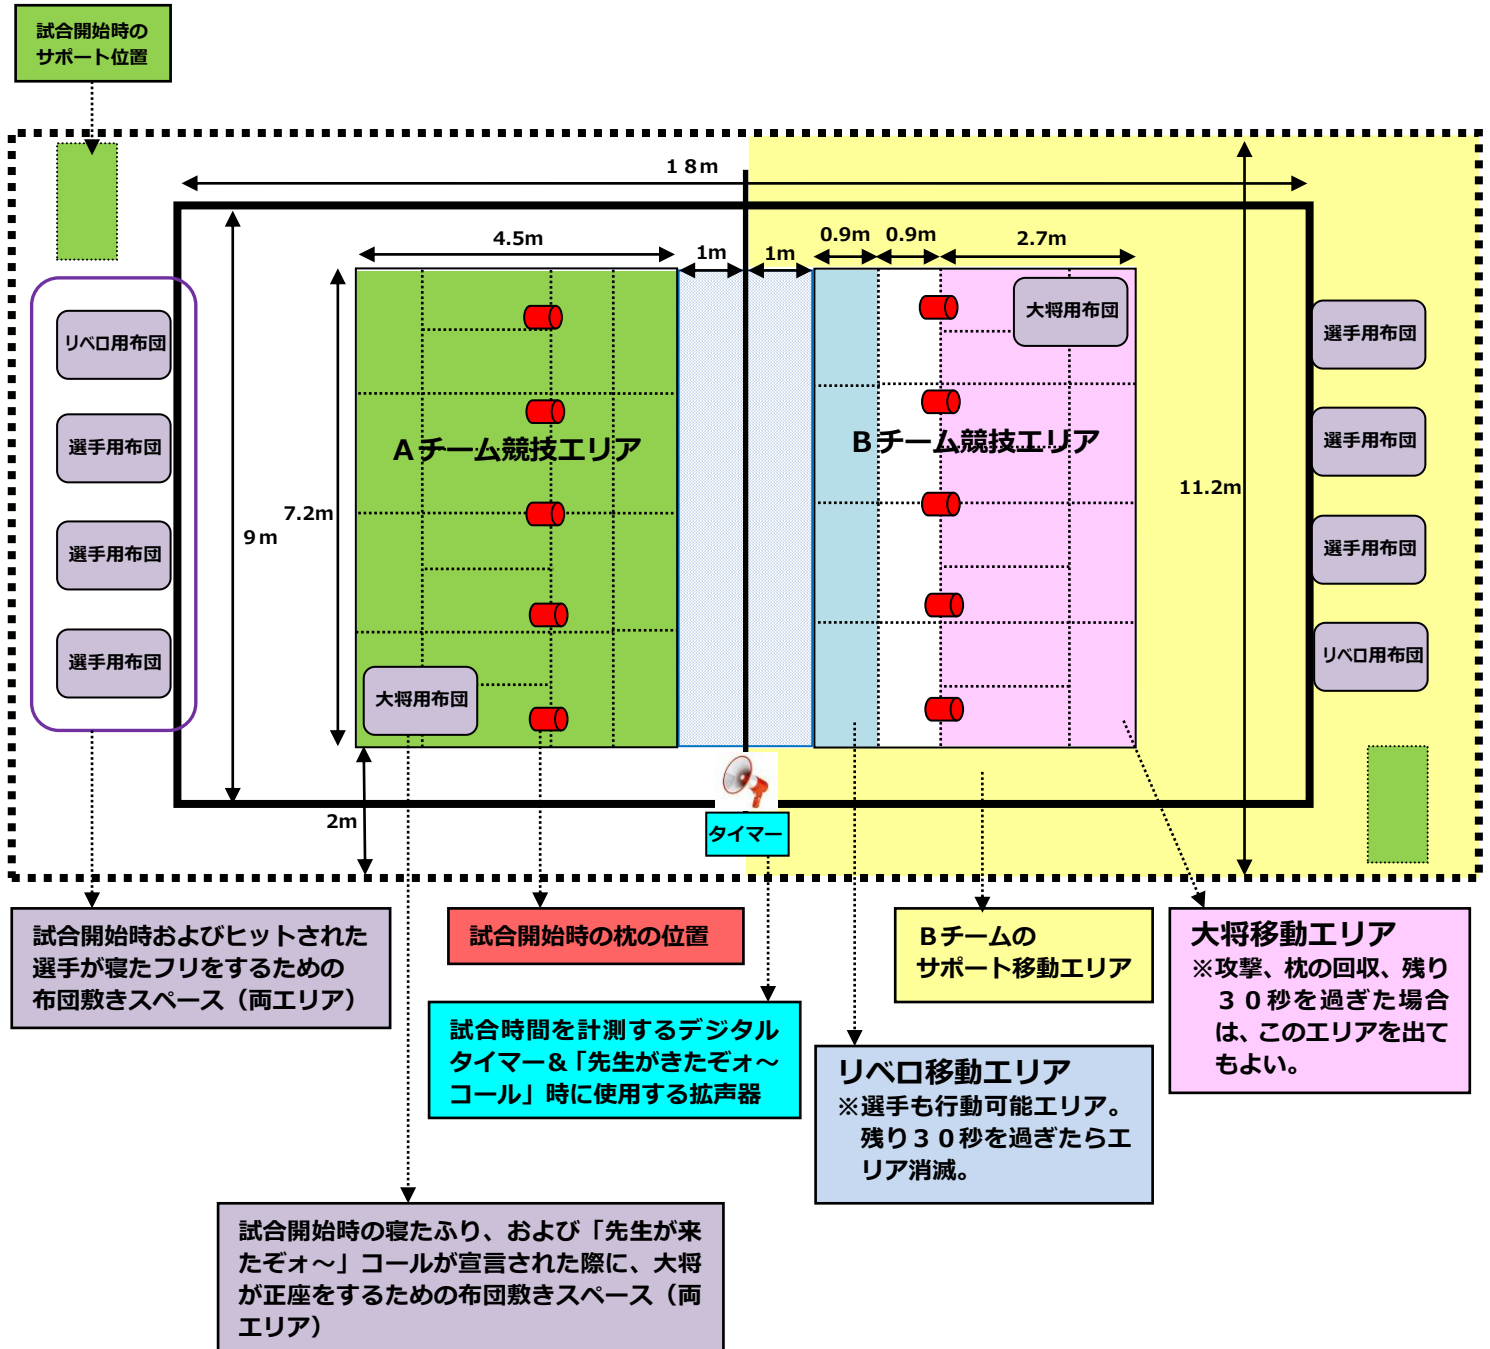 試合開始時の
サポート位置
１８ｍ
4.5m
1m
1m
0.9m
0.9m
2.7m
リベロ用布団
選手用布団
選手用布団
選手用布団
7.2m
9ｍ
Ａチーム競技エリア
大将用布団
Ｂチーム競技エリア
大将用布団
11.2m
選手用布団
選手用布団
選手用布団
リベロ用布団
2m
タイマー
試合開始時およびヒットされた
選手が寝たフリをするための
布団敷きスペース（両エリア）
試合開始時の枕の位置
Ｂチームの
サポート移動エリア
大将移動エリア
※攻撃、枕の回収、残り
３０秒を過ぎた場合
は、このエリアを出て
もよい。
試合時間を計測するデジタル
タイマー＆「先生がきたぞォ～
コール」時に使用する拡声器
リベロ移動エリア
※選手も行動可能エリア。
残り３０秒を過ぎたらエ
リア消滅。
試合開始時の寝たふり、および「先生が来
たぞォ～」コールが宣言された際に、大将
が正座をするための布団敷きスペース（両
エリア）